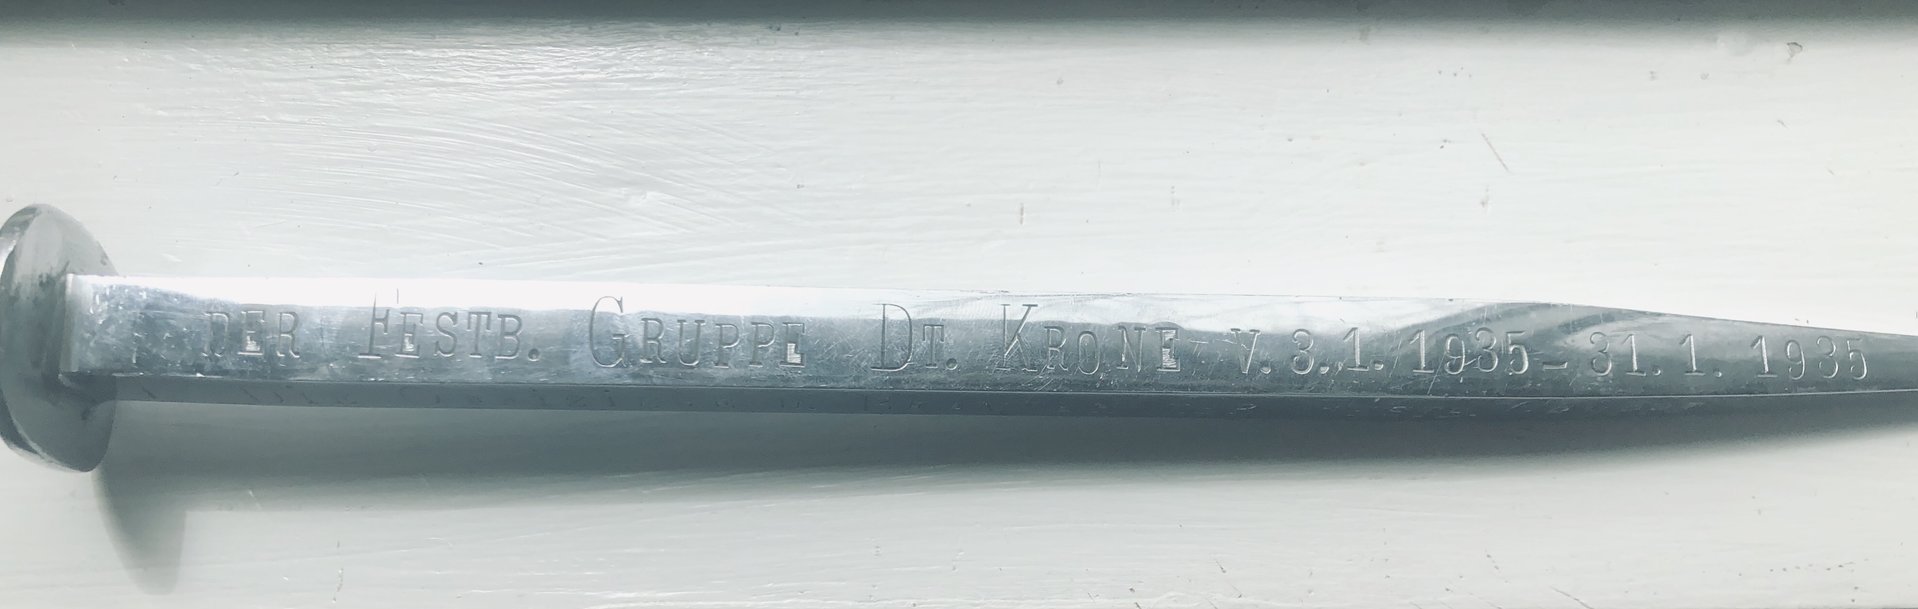 DER FESTB. GRUPPE DT. KRONE V. 3.1. 1935 – 31. 1. 1935